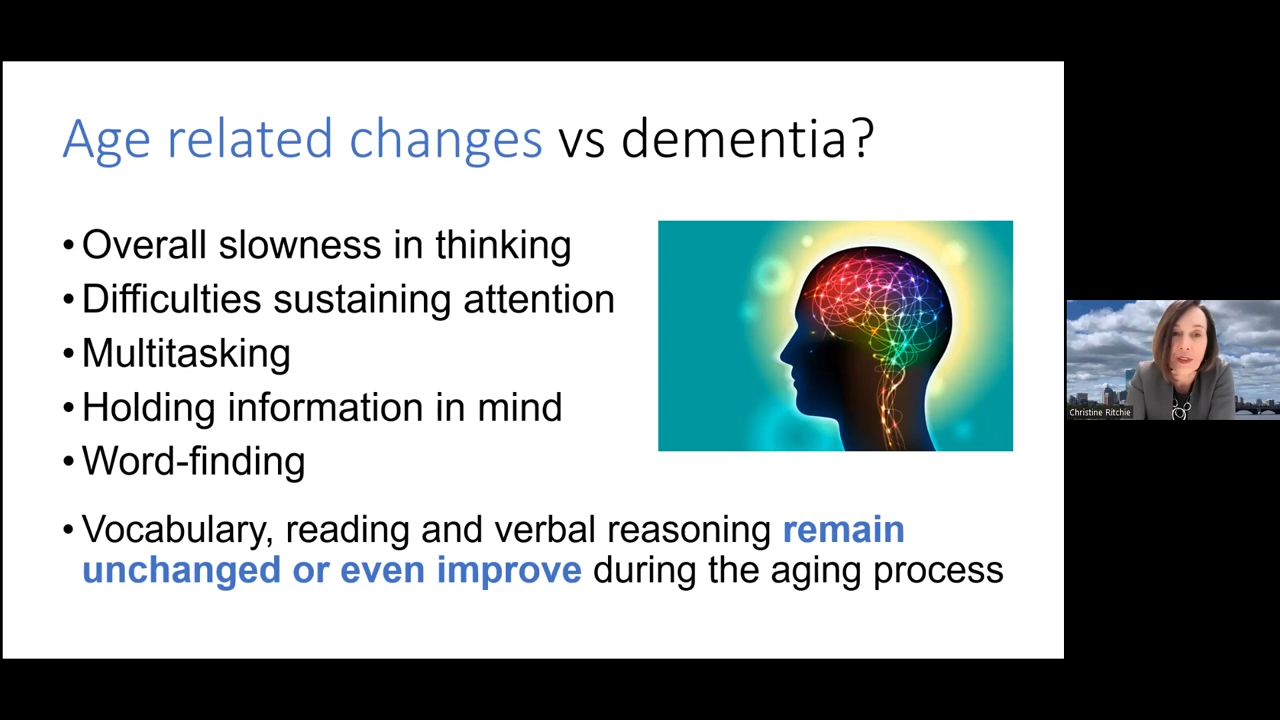 Age related changes vs dementia?
• Overall slowness in thinking
• Difficulties sustaining attention
• Multitasking
• Holding information in mind
• Word-finding
• Vocabulary, reading and verbal reasoning remain
unchanged or even improve during the aging process
Christine Ritchie